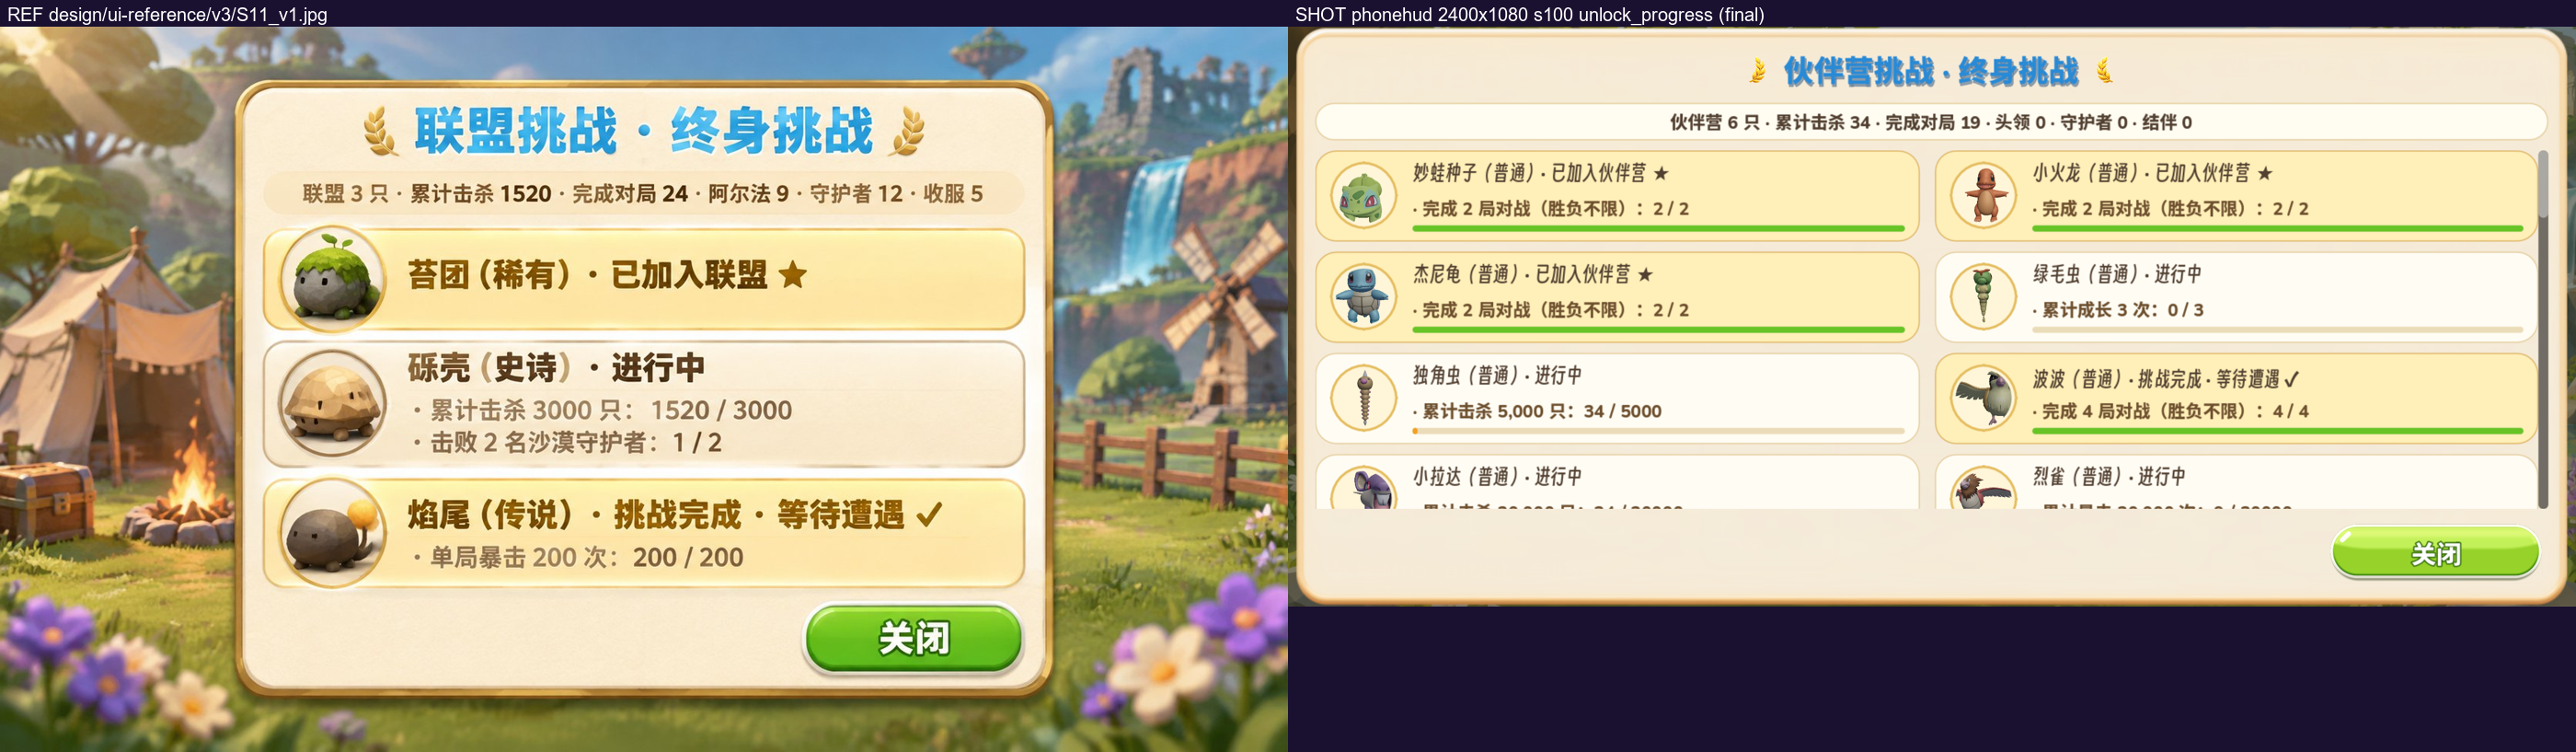 REF design/ui-reference/v3/S11_v1.jpg
联盟挑战 · 终身挑战
联盟 3 只 · 累计击杀 1520 · 完成对局 24 · 阿尔法 9 · 守护者 12 · 收服 5
苔团（稀有）· 已加入联盟 ★
砾壳（史诗）· 进行中
· 累计击杀 3000 只： 1520 / 3000
· 击败 2 名沙漠守护者： 1 / 2
焰尾（传说）· 挑战完成 · 等待遭遇 ✓
· 单局暴击 200 次： 200 / 200
关闭
SHOT phonehud 2400x1080 s100 unlock_progress (final)
伙伴营挑战 · 终身挑战
伙伴营 6 只 · 累计击杀 34 · 完成对局 19 · 头领 0 · 守护者 0 · 结伴 0
妙蛙种子（普通）· 已加入伙伴营 ★
· 完成 2 局对战（胜负不限）： 2 / 2
小火龙（普通）· 已加入伙伴营 ★
· 完成 2 局对战（胜负不限）： 2 / 2
杰尼龟（普通）· 已加入伙伴营 ★
· 完成 2 局对战（胜负不限）： 2 / 2
绿毛虫（普通）· 进行中
· 累计成长 3 次： 0 / 3
独角虫（普通）· 进行中
· 累计击杀 5,000 只： 34 / 5000
波波（普通）· 挑战完成 · 等待遭遇 ✓
· 完成 4 局对战（胜负不限）： 4 / 4
小拉达（普通）· 进行中
烈雀（普通）· 进行中
关闭